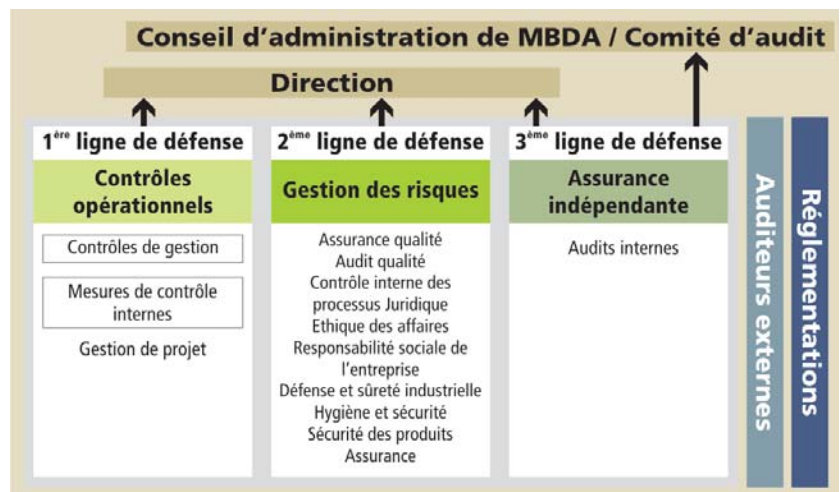 Conseil d’administration de MBDA / Comité d’audit
Direction
1ère ligne de défense
Contrôles
opérationnels
Contrôles de gestion
Mesures de contrôle
internes
Gestion de projet
2ème ligne de défense
Gestion des risques
Assurance qualité
Audit qualité
Contrôle interne des
processus Juridique
Ethique des affaires
Responsabilité sociale de
l’entreprise
Défense et sûreté industrielle
Hygiène et sécurité
Sécurité des produits
Assurance
3ème ligne de défense
Assurance
indépendante
Audits internes
Auditeurs externes
Réglementations